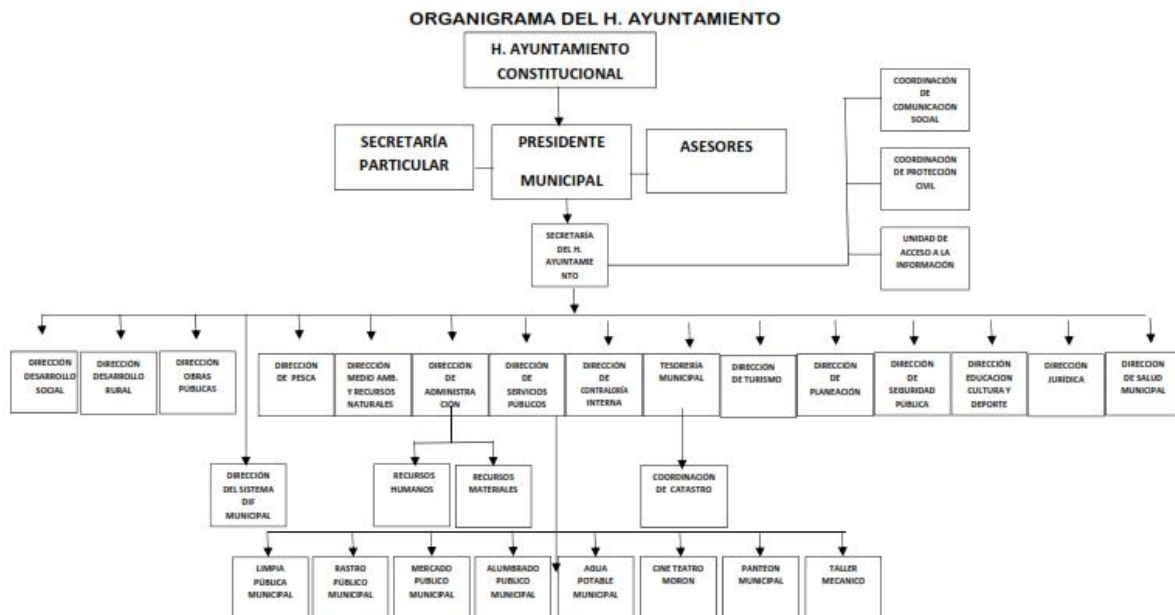 ORGANIGRAMA DEL H. AYUNTAMIENTO
H. AYUNTAMIENTO
CONSTITUCIONAL
COORDINACIÓN
DE
COMUNICACIÓN
SOCIAL
SECRETARÍA
PARTICULAR
PRESIDENTE
MUNICIPAL
ASESORES
COORDINACIÓN
DE PROTECCIÓN
CIVIL
SECRETARÍA
DEL H.
AYUNTAMIE
NTO
UNIDAD DE
ACCESO A LA
INFORMACIÓN
DIRECCIÓN
DESARROLLO
SOCIAL
DIRECCIÓN
DESARROLLO
RURAL
DIRECCIÓN
OBRAS
PÚBLICAS
DIRECCIÓN
DE PESCA
DIRECCIÓN
MEDIO AMB.
Y RECURSOS
NATURALES
DIRECCIÓN
DE
ADMINISTRA
CIÓN
DIRECCIÓN
DE
SERVICIOS
PÚBLICOS
DIRECCIÓN
DE
CONTRALORÍA
INTERNA
TESORERÍA
MUNICIPAL
DIRECCIÓN
DE TURISMO
DIRECCIÓN
DE
PLANEACIÓN
DIRECCIÓN
DE
SEGURIDAD
PÚBLICA
DIRECCIÓN
EDUCACION
CULTURA Y
DEPORTE
DIRECCIÓN
JURÍDICA
DIRECCION
DE SALUD
MUNICIPAL
DIRECCIÓN
DEL SISTEMA
DIF
MUNICIPAL
RECURSOS
HUMANOS
RECURSOS
MATERIALES
COORDINACIÓN
DE CATASTRO
LIMPIA
PÚBLICA
MUNICIPAL
RASTRO
PÚBLICO
MUNICIPAL
MERCADO
PUBLICO
MUNICIPAL
ALUMBRADO
PUBLICO
MUNICIPAL
AGUA
POTABLE
MUNICIPAL
CINE TEATRO
MORON
PANTEON
MUNICIPAL
TALLER
MECANICO